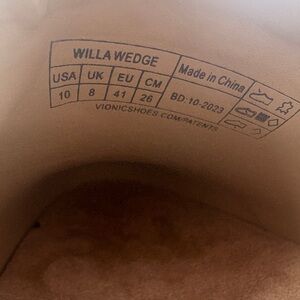 WILLA WEDGE
USA UK EU CM
10 8 41 26
Made in China
BD:10-2023
VIONICSHOES.COM/PATENTS